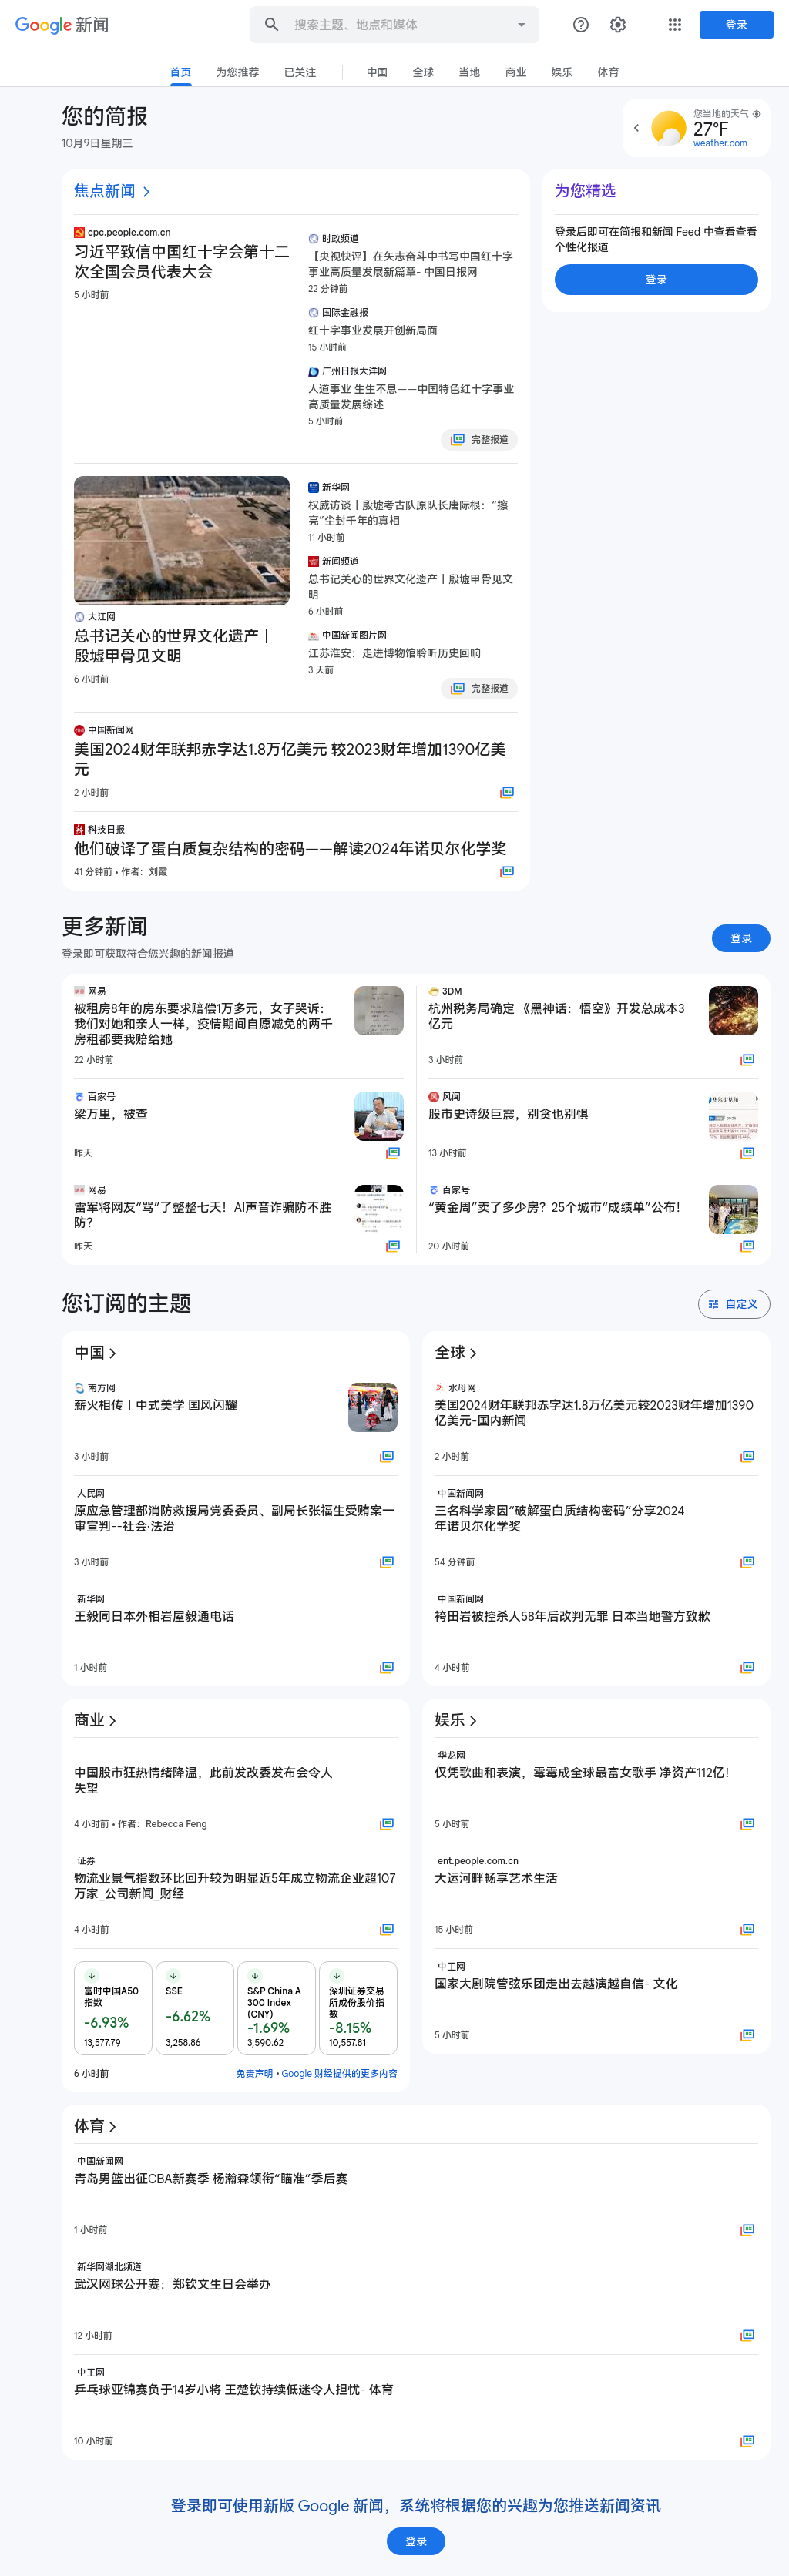 Google 新闻
搜索主题、地点和媒体
登录
首页
为您推荐
已关注
中国
全球
当地
商业
娱乐
体育
您的简报
10月9日星期三
您当地的天气
27°F
weather.com
焦点新闻
cpc.people.com.cn
习近平致信中国红十字会第十二
次全国会员代表大会
5 小时前
时政频道
【央视快评】在矢志奋斗中书写中国红十字
事业高质量发展新篇章- 中国日报网
22 分钟前
国际金融报
红十字事业发展开创新局面
15 小时前
广州日报大洋网
人道事业 生生不息——中国特色红十字事业
高质量发展综述
5 小时前
完整报道
为您精选
登录后即可在简报和新闻 Feed 中查看查看
个性化报道
登录
大江网
总书记关心的世界文化遗产丨
殷墟甲骨见文明
6 小时前
新华网
权威访谈丨殷墟考古队原队长唐际根：“擦
亮”尘封千年的真相
11 小时前
新闻频道
总书记关心的世界文化遗产丨殷墟甲骨见文
明
6 小时前
中国新闻图片网
江苏淮安：走进博物馆聆听历史回响
3 天前
完整报道
中国新闻网
美国2024财年联邦赤字达1.8万亿美元 较2023财年增加1390亿美
元
2 小时前
科技日报
他们破译了蛋白质复杂结构的密码——解读2024年诺贝尔化学奖
41 分钟前 • 作者：刘霞
更多新闻
登录即可获取符合您兴趣的新闻报道
登录
网易
被租房8年的房东要求赔偿1万多元，女子哭诉：
我们对她和亲人一样，疫情期间自愿减免的两千
房租都要我赔给她
22 小时前
百家号
梁万里，被查
昨天
网易
雷军将网友“骂”了整整七天！AI声音诈骗防不胜
防？
昨天
3DM
杭州税务局确定 《黑神话：悟空》开发总成本3
亿元
3 小时前
风闻
股市史诗级巨震，别贪也别惧
13 小时前
百家号
“黄金周”卖了多少房？25个城市“成绩单”公布！
20 小时前
您订阅的主题
自定义
中国
南方网
薪火相传丨中式美学 国风闪耀
3 小时前
人民网
原应急管理部消防救援局党委委员、副局长张福生受贿案一
审宣判--社会·法治
3 小时前
新华网
王毅同日本外相岩屋毅通电话
1 小时前
全球
水母网
美国2024财年联邦赤字达1.8万亿美元较2023财年增加1390
亿美元-国内新闻
2 小时前
中国新闻网
三名科学家因“破解蛋白质结构密码”分享2024
年诺贝尔化学奖
54 分钟前
中国新闻网
袴田岩被控杀人58年后改判无罪 日本当地警方致歉
4 小时前
商业
中国股市狂热情绪降温，此前发改委发布会令人
失望
4 小时前 • 作者：Rebecca Feng
证券
物流业景气指数环比回升较为明显近5年成立物流企业超107
万家_公司新闻_财经
4 小时前
富时中国A50
指数
-6.93%
13,577.79
SSE
-6.62%
3,258.86
S&P China A
300 Index
(CNY)
-1.69%
3,590.62
深圳证券交易
所成份股价指
数
-8.15%
10,557.81
6 小时前
免责声明 • Google 财经提供的更多内容
娱乐
华龙网
仅凭歌曲和表演，霉霉成全球最富女歌手 净资产112亿！
5 小时前
ent.people.com.cn
大运河畔畅享艺术生活
15 小时前
中工网
国家大剧院管弦乐团走出去越演越自信- 文化
5 小时前
体育
中国新闻网
青岛男篮出征CBA新赛季 杨瀚森领衔“瞄准”季后赛
1 小时前
新华网湖北频道
武汉网球公开赛：郑钦文生日会举办
12 小时前
中工网
乒乓球亚锦赛负于14岁小将 王楚钦持续低迷令人担忧- 体育
10 小时前
登录即可使用新版 Google 新闻，系统将根据您的兴趣为您推送新闻资讯
登录